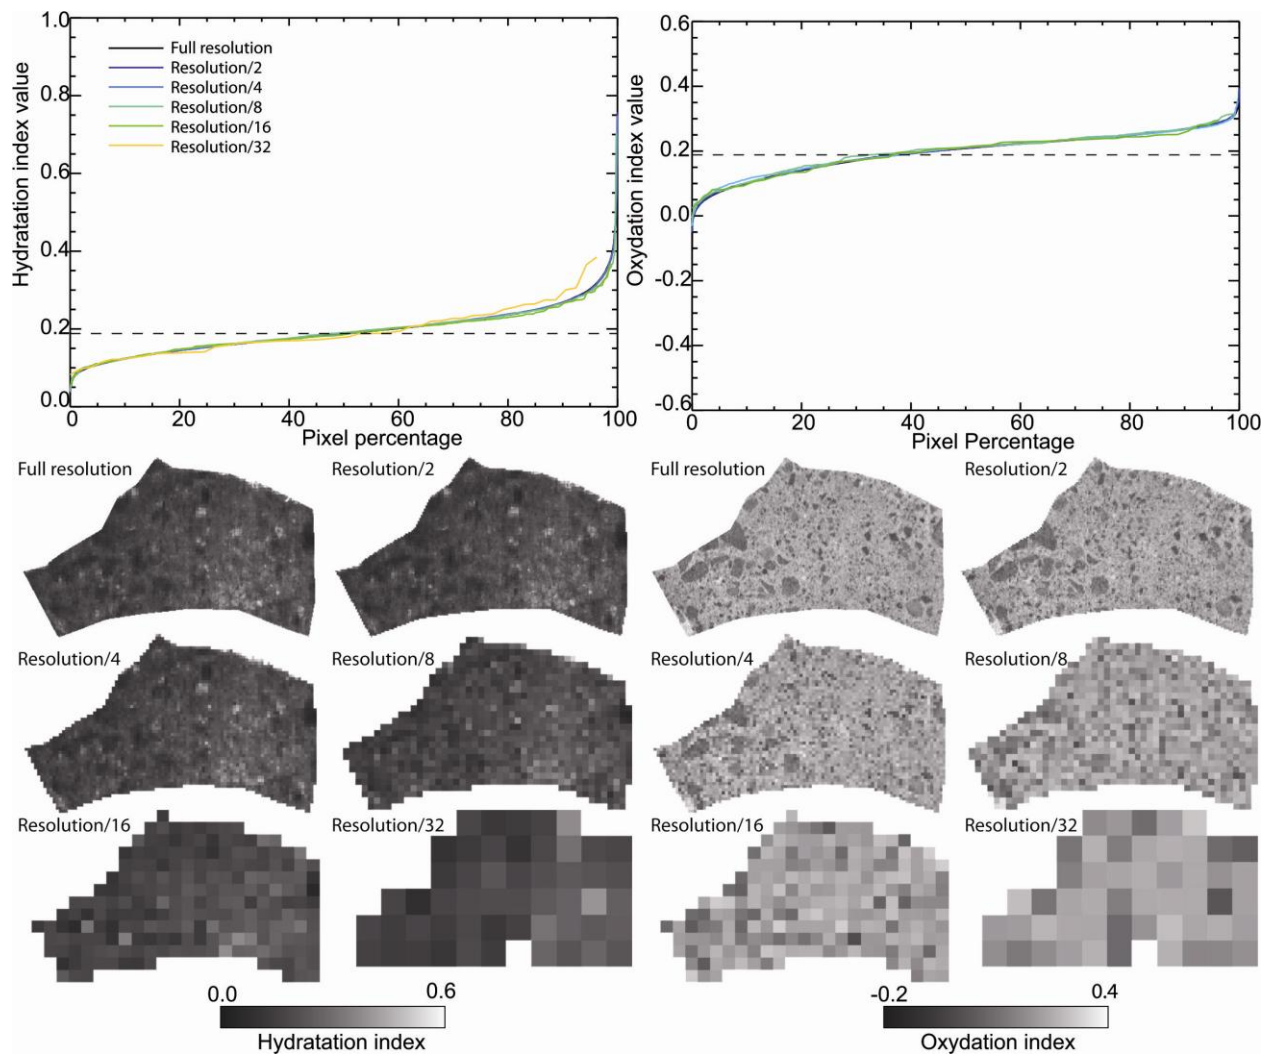 Hydratation index value
1.0
0.8
0.6
0.4
0.2
0.0
Full resolution
Resolution/2
Resolution/4
Resolution/8
Resolution/16
Resolution/32
0 20 40 60 80 100
Pixel percentage
Oxydation index value
0.6
0.4
0.2
0.0
-0.2
-0.4
-0.6
0 20 40 60 80 100
Pixel Percentage
Full resolution
Resolution/2
Resolution/4
Resolution/8
Resolution/16
Resolution/32
0.0 0.6
Hydratation index
Full resolution
Resolution/2
Resolution/4
Resolution/8
Resolution/16
Resolution/32
-0.2 0.4
Oxydation index